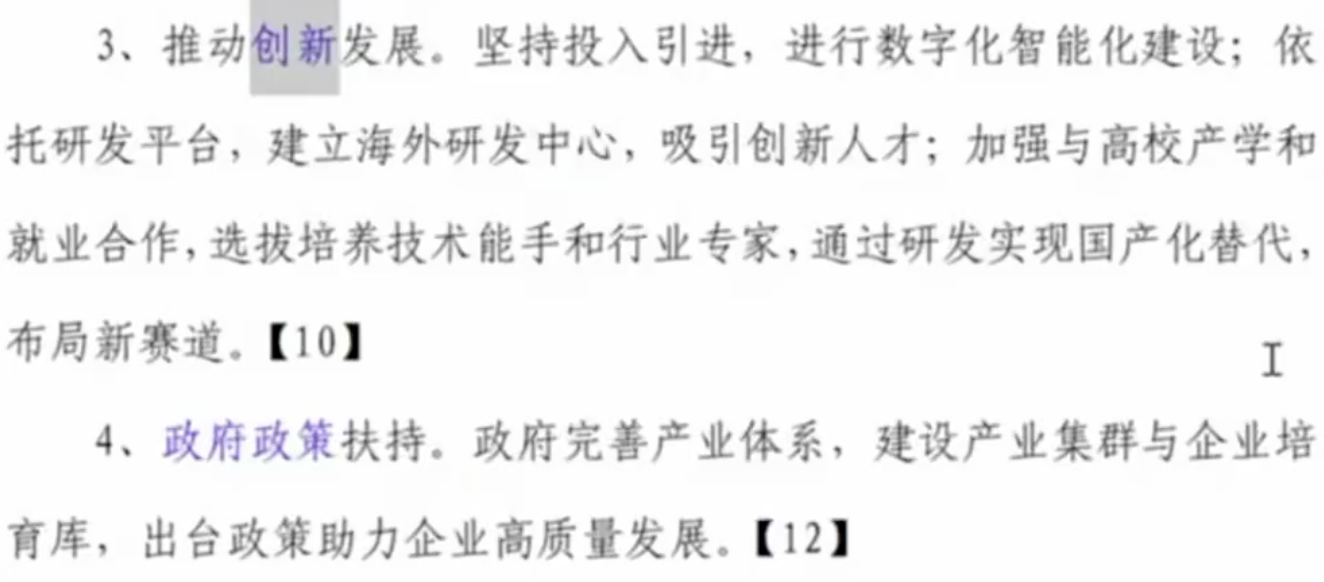 3、推动创新发展。坚持投入引进，进行数字化智能化建设；依
托研发平台，建立海外研发中心，吸引创新人才；加强与高校产学和
就业合作，选拔培养技术能手和行业专家，通过研发实现国产化替代，
布局新赛道。【10】
4、政府政策扶持。政府完善产业体系，建设产业集群与企业培
育库，出台政策助力企业高质量发展。【12】